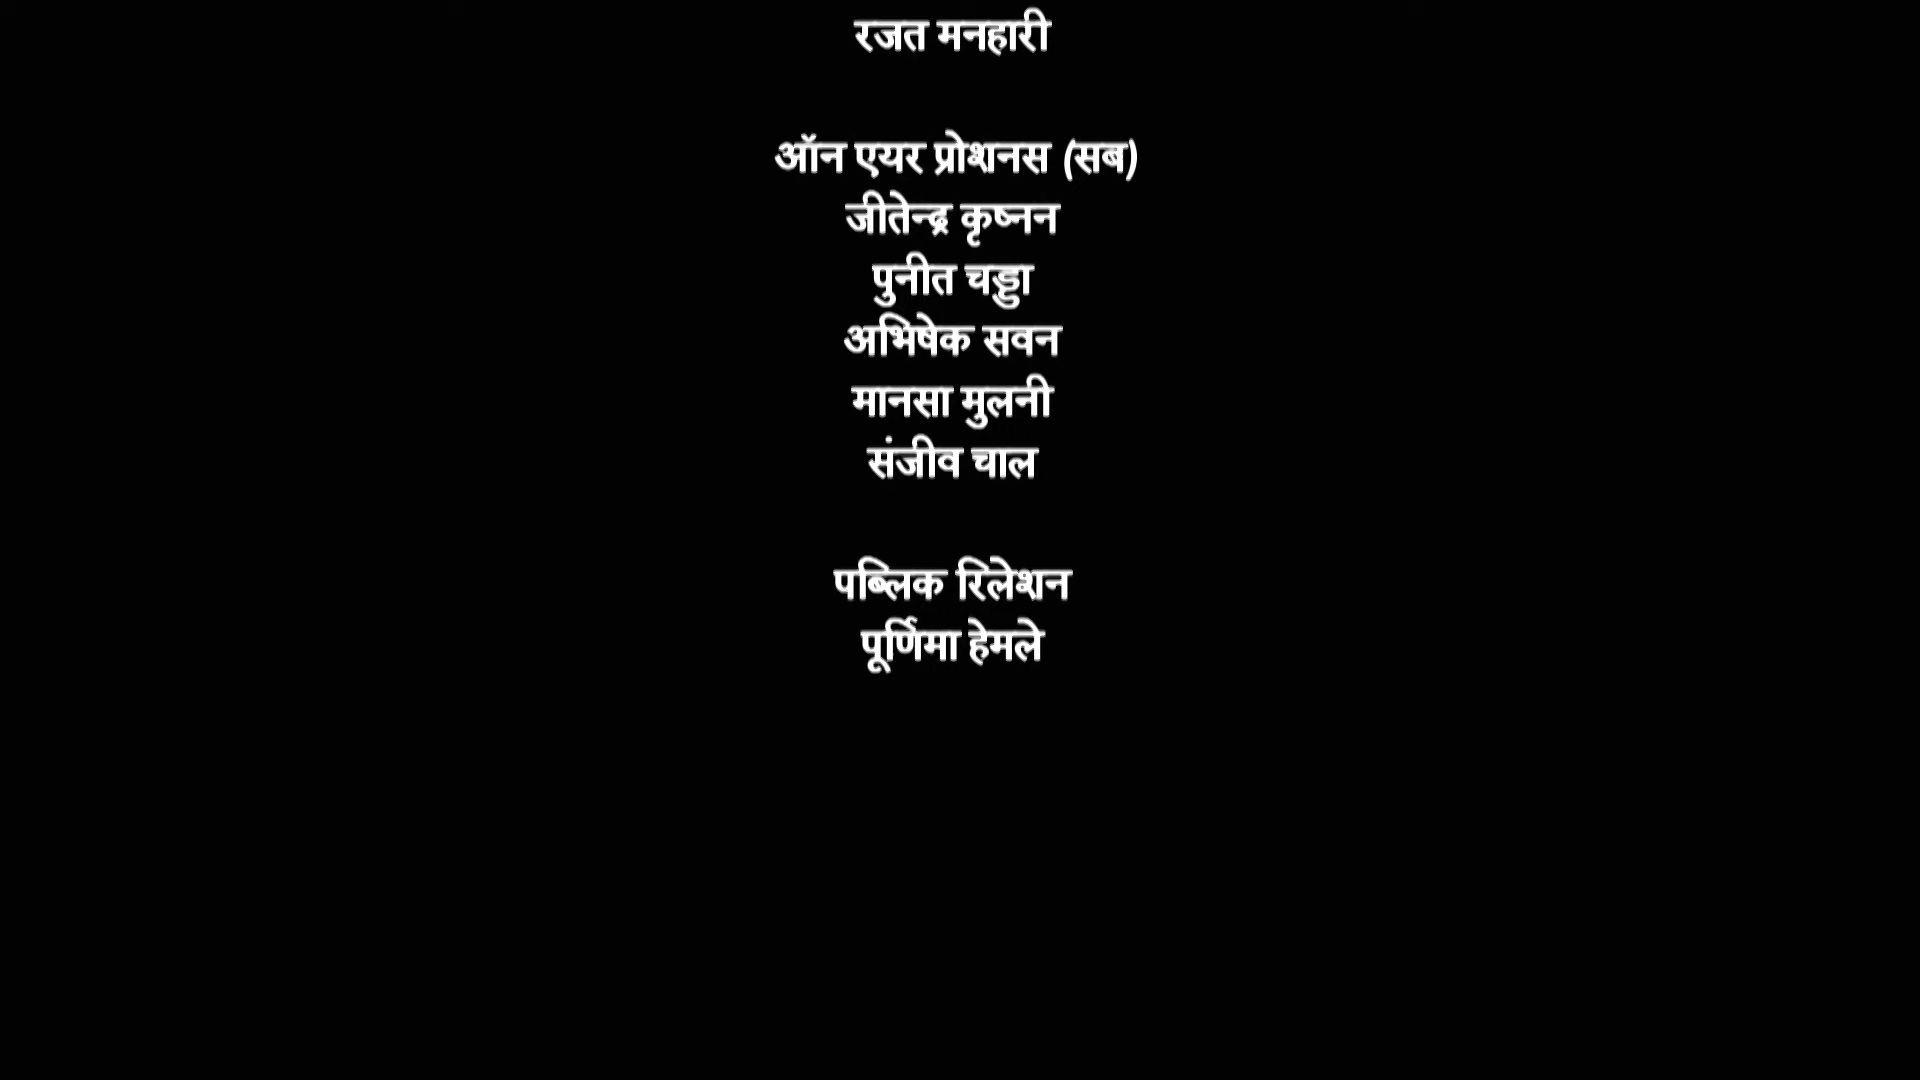 रजत मनहारी
ऑन एयर प्रोशनस (सब)
जीतेन्द्र कृष्नन
पुनीत चड्डा
अभिषेक सवन
मानसा मुलनी
संजीव चाल
पब्लिक रिलेशन
पूर्णिमा हेमले